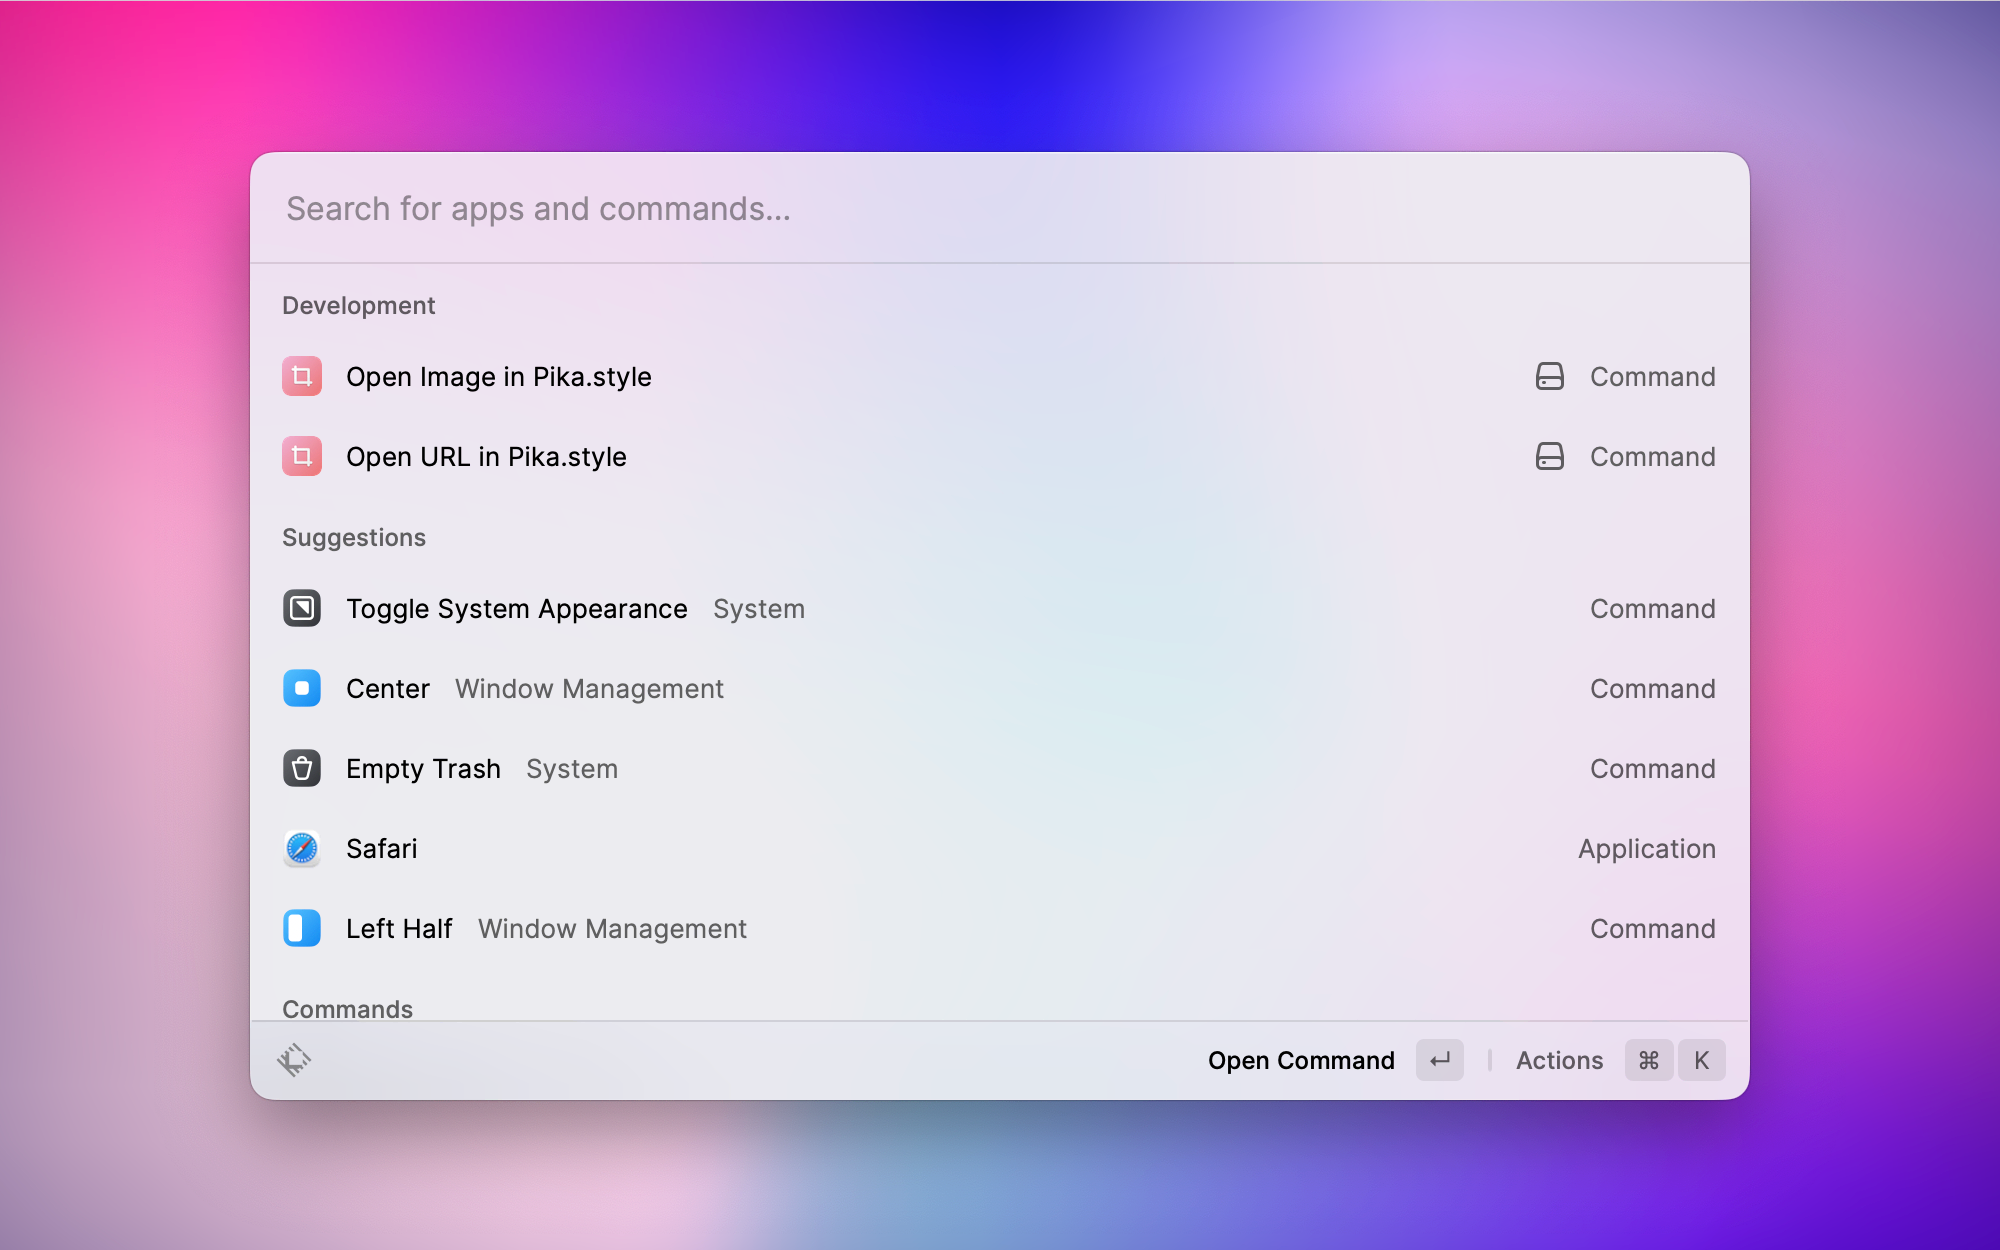 Search for apps and commands...
Development
Open Image in Pika.style Command
Open URL in Pika.style Command
Suggestions
Toggle System Appearance System Command
Center Window Management Command
Empty Trash System Command
Safari Application
Left Half Window Management Command
Commands
Open Command ↵ Actions ⌘ K